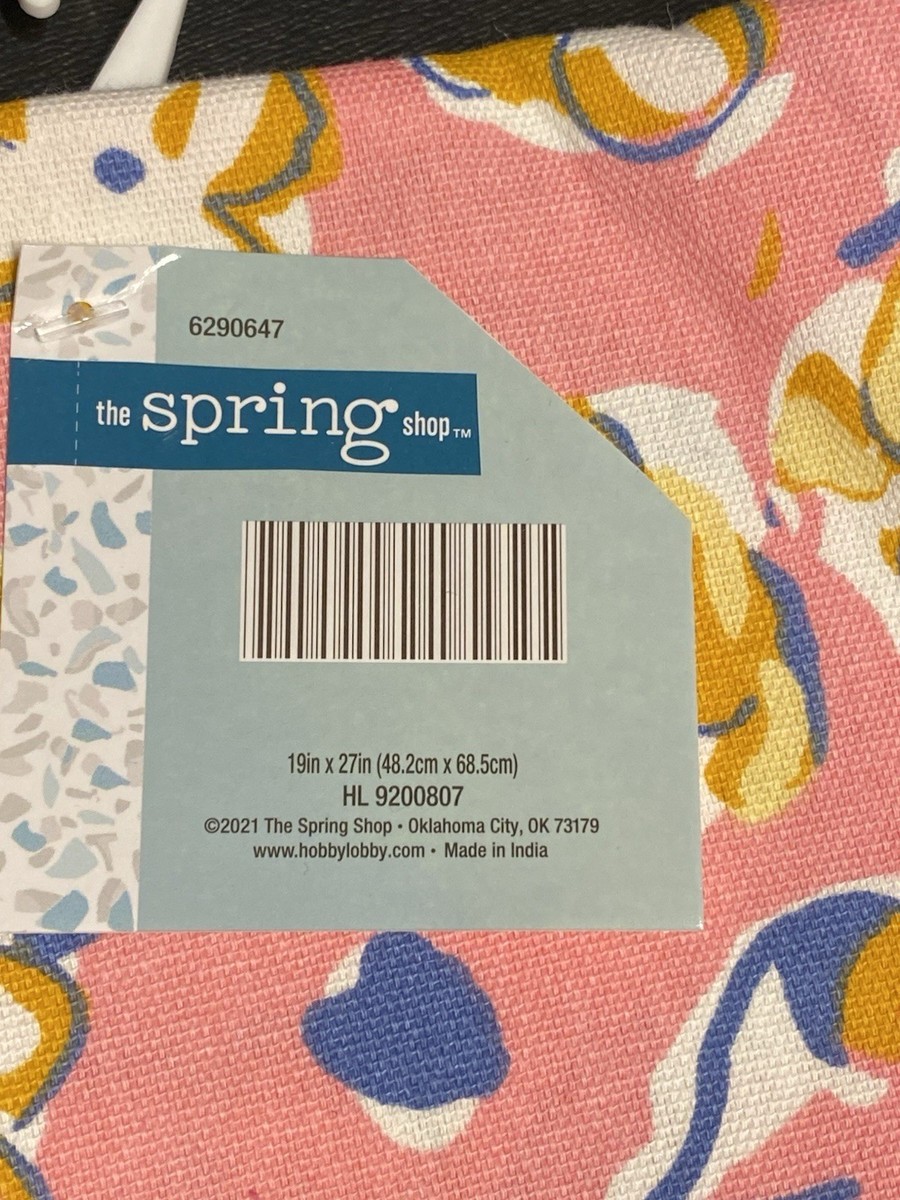 6290647
the spring shop™
19in x 27in (48.2cm x 68.5cm)
HL 9200807
©2021 The Spring Shop • Oklahoma City, OK 73179
www.hobbylobby.com • Made in India